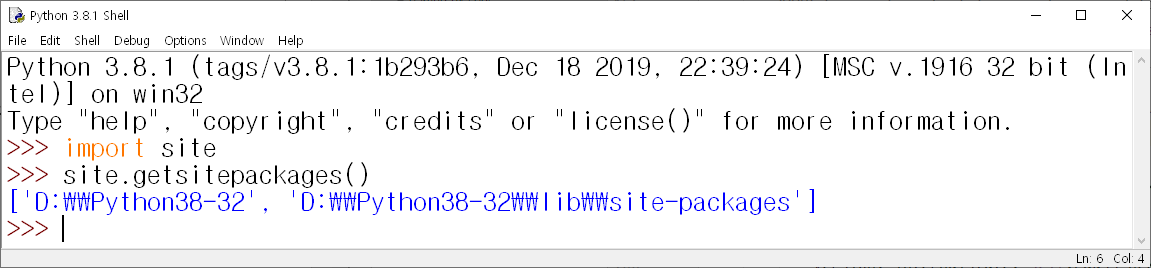 Python 3.8.1 Shell
File Edit Shell Debug Options Window Help
Python 3.8.1 (tags/v3.8.1:1b293b6, Dec 18 2019, 22:39:24) [MSC v.1916 32 bit (In
tel)] on win32
Type "help", "copyright", "credits" or "license()" for more information.
>>> import site
>>> site.getsitepackages()
['D:₩₩Python38-32', 'D:₩₩Python38-32₩₩lib₩₩site-packages']
>>>
Ln: 6 Col: 4